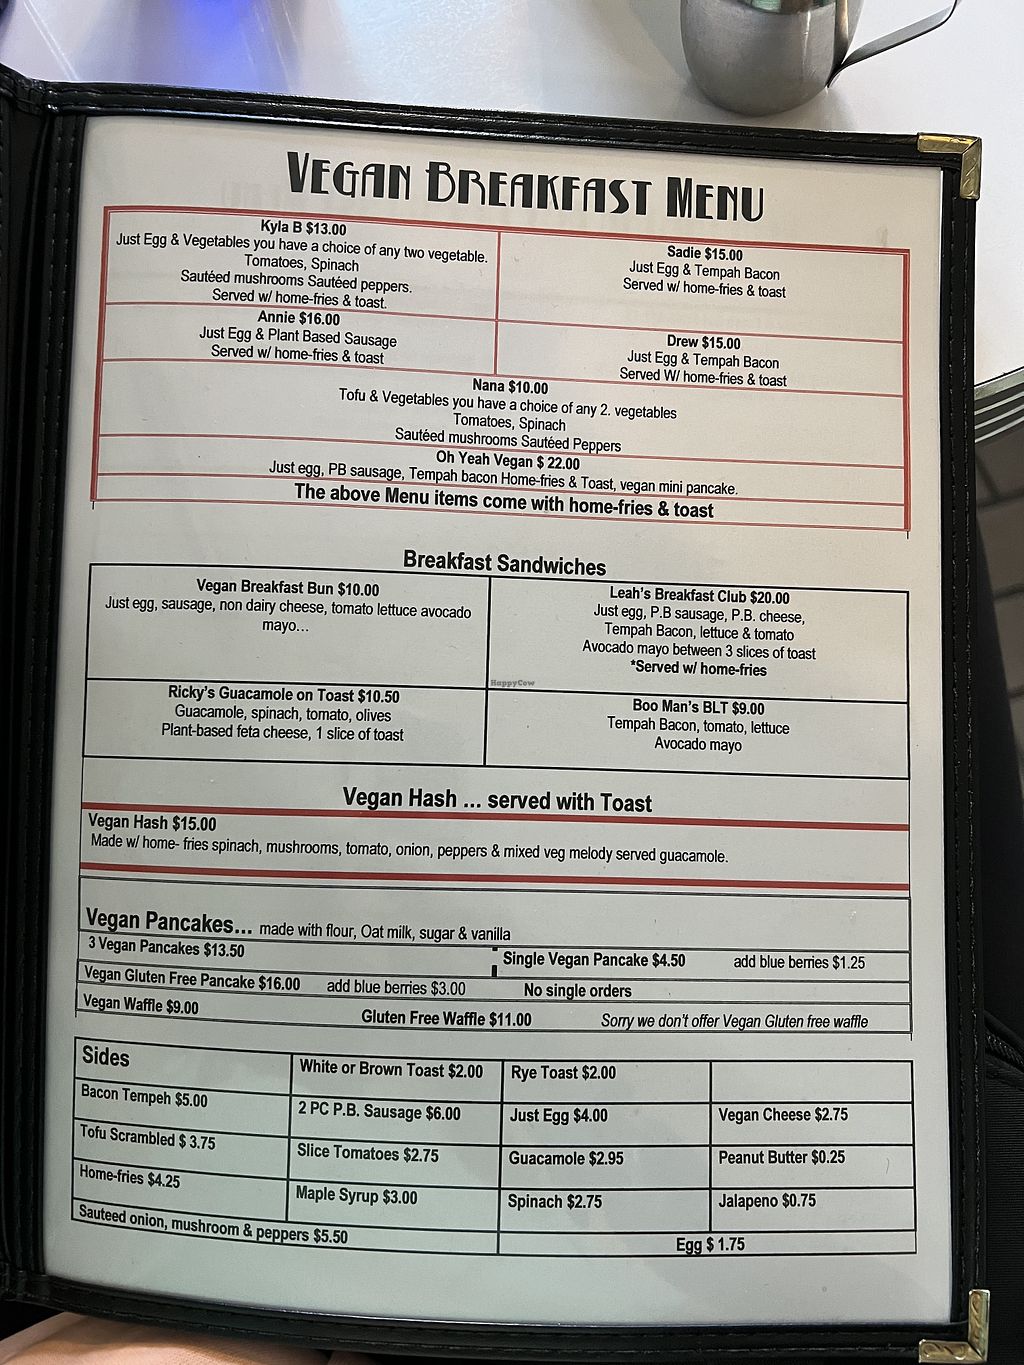 VEGAN BREAKFAST MENU
Kyla B $13.00
Just Egg & Vegetables you have a choice of any two vegetable.
Tomatoes, Spinach
Sautéed mushrooms Sautéed peppers.
Served w/ home-fries & toast.
Sadie $15.00
Just Egg & Tempah Bacon
Served w/ home-fries & toast
Annie $16.00
Just Egg & Plant Based Sausage
Served w/ home-fries & toast
Drew $15.00
Just Egg & Tempah Bacon
Served W/ home-fries & toast
Nana $10.00
Tofu & Vegetables you have a choice of any 2. vegetables
Tomatoes, Spinach
Sautéed mushrooms Sautéed Peppers
Oh Yeah Vegan $ 22.00
Just egg, PB sausage, Tempah bacon Home-fries & Toast, vegan mini pancake.
The above Menu items come with home-fries & toast
Breakfast Sandwiches
Vegan Breakfast Bun $10.00
Just egg, sausage, non dairy cheese, tomato lettuce avocado
mayo...
Leah's Breakfast Club $20.00
Just egg, P.B sausage, P.B. cheese,
Tempah Bacon, lettuce & tomato
Avocado mayo between 3 slices of toast
*Served w/ home-fries
HappyCow
Ricky's Guacamole on Toast $10.50
Guacamole, spinach, tomato, olives
Plant-based feta cheese, 1 slice of toast
Boo Man's BLT $9.00
Tempah Bacon, tomato, lettuce
Avocado mayo
Vegan Hash ... served with Toast
Vegan Hash $15.00
Made w/ home- fries spinach, mushrooms, tomato, onion, peppers & mixed veg melody served guacamole.
Vegan Pancakes... made with flour, Oat milk, sugar & vanilla
3 Vegan Pancakes $13.50 Single Vegan Pancake $4.50 add blue berries $1.25
Vegan Gluten Free Pancake $16.00 add blue berries $3.00 No single orders
Vegan Waffle $9.00 Gluten Free Waffle $11.00 Sorry we don't offer Vegan Gluten free waffle
Sides White or Brown Toast $2.00 Rye Toast $2.00
Bacon Tempeh $5.00 2 PC P.B. Sausage $6.00 Just Egg $4.00 Vegan Cheese $2.75
Tofu Scrambled $ 3.75 Slice Tomatoes $2.75 Guacamole $2.95 Peanut Butter $0.25
Home-fries $4.25 Maple Syrup $3.00 Spinach $2.75 Jalapeno $0.75
Sauteed onion, mushroom & peppers $5.50 Egg $ 1.75